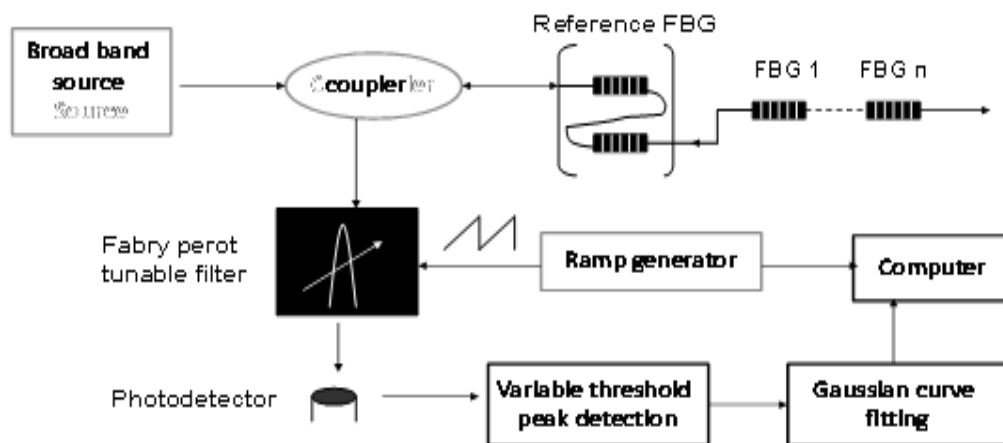 Reference FBG
Broad band
source
Source
coupler
FBG 1
FBG n
Fabry perot
tunable filter
Ramp generator
Computer
Photodetector
Variable threshold
peak detection
Gaussian curve
fitting